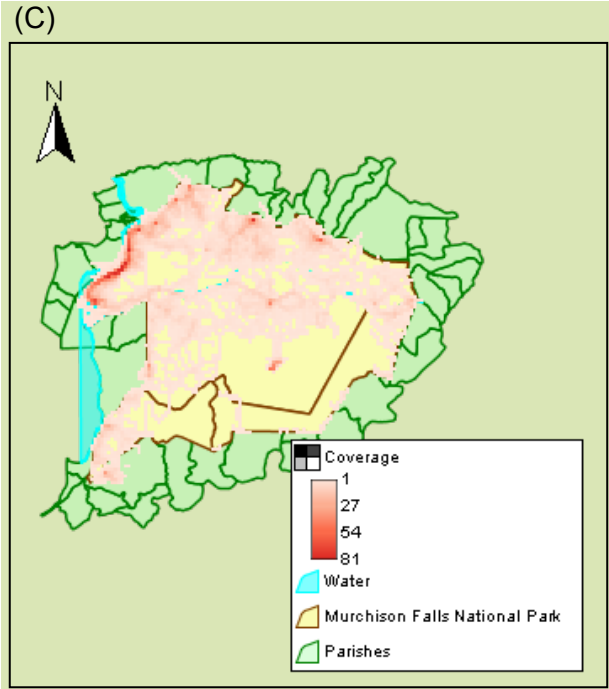 (C)
N
Coverage
1
27
54
81
Water
Murchison Falls National Park
Parishes